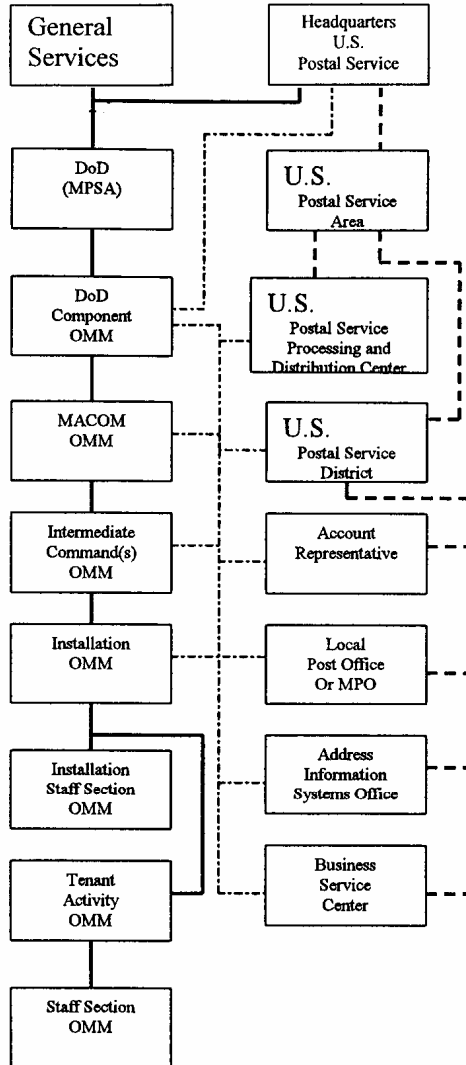 General
Services
Headquarters
U.S.
Postal Service
DoD
(MPSA)
U.S.
Postal Service
Area
DoD
Component
OMM
U.S.
Postal Service
Processing and
Distribution Center
MACOM
OMM
U.S.
Postal Service
District
Intermediate
Command(s)
OMM
Account
Representative
Installation
OMM
Local
Post Office
Or MPO
Installation
Staff Section
OMM
Address
Information
Systems Office
Tenant
Activity
OMM
Business
Service
Center
Staff Section
OMM